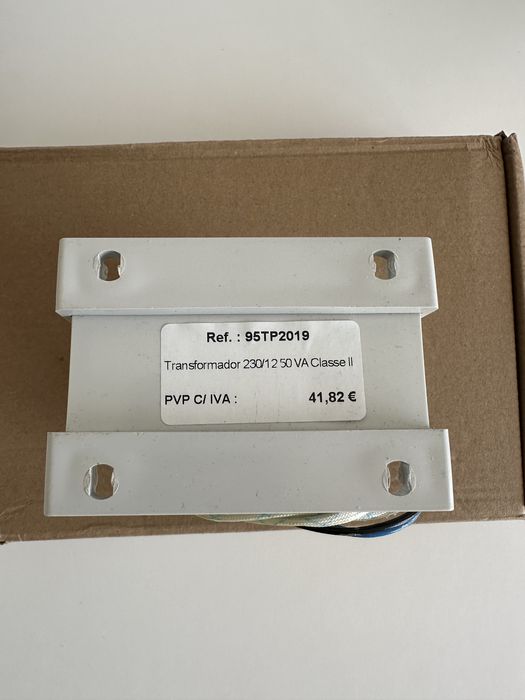 Ref. : 95TP2019
Transformador 230/12 50 VA Classe II
PVP C/ IVA : 41,82 €